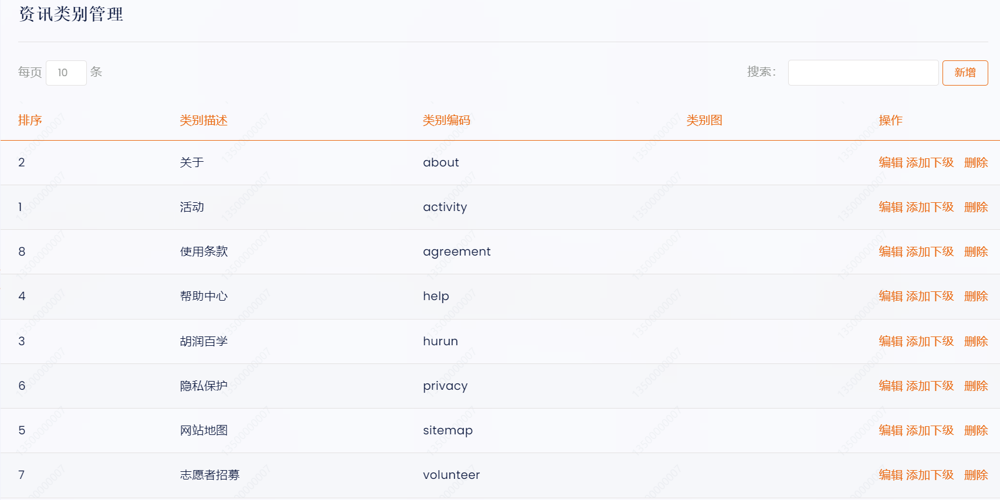 资讯类别管理
每页 10 条 搜索： 新增
排序 类别描述 类别编码 类别图 操作
2 关于 about 编辑 添加下级 删除
1 活动 activity 编辑 添加下级 删除
8 使用条款 agreement 编辑 添加下级 删除
4 帮助中心 help 编辑 添加下级 删除
3 胡润百学 hurun 编辑 添加下级 删除
6 隐私保护 privacy 编辑 添加下级 删除
5 网站地图 sitemap 编辑 添加下级 删除
7 志愿者招募 volunteer 编辑 添加下级 删除